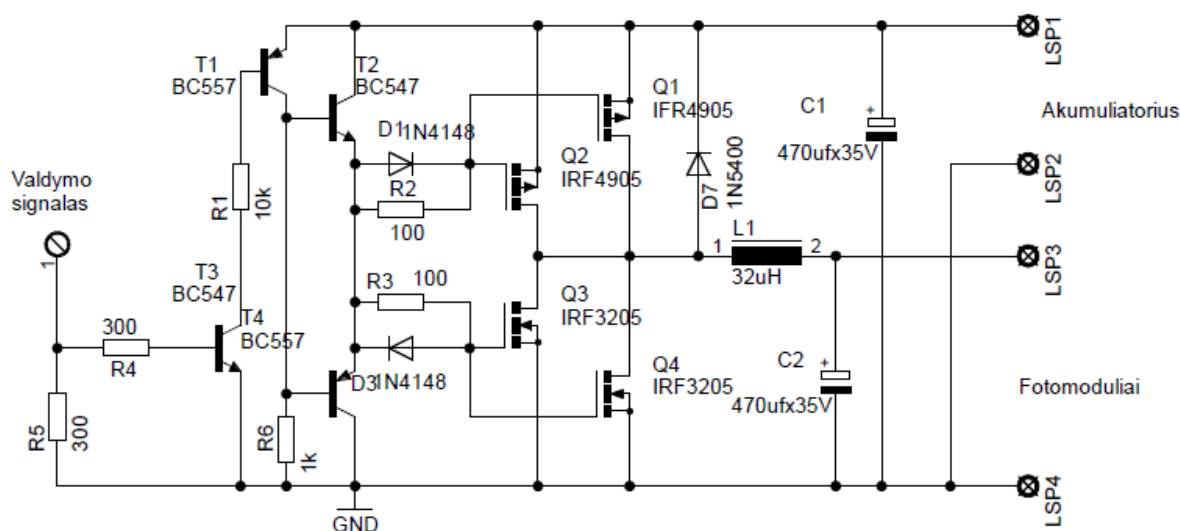 T1
BC557
T2
BC547
D1
1N4148
Q1
IFR4905
C1
+
470ufx35V
LSP1
Akumuliatorius
Q2
IRF4905
D7
1N5400
LSP2
Valdymo
signalas
1
R1
10k
R2
100
L1
1
2
32uH
LSP3
T3
BC547
R3
100
Q3
IRF3205
T4
BC557
300
R4
D3
1N4148
Q4
IRF3205
C2
+
470ufx35V
Fotomoduliai
R5
300
R6
1k
GND
LSP4